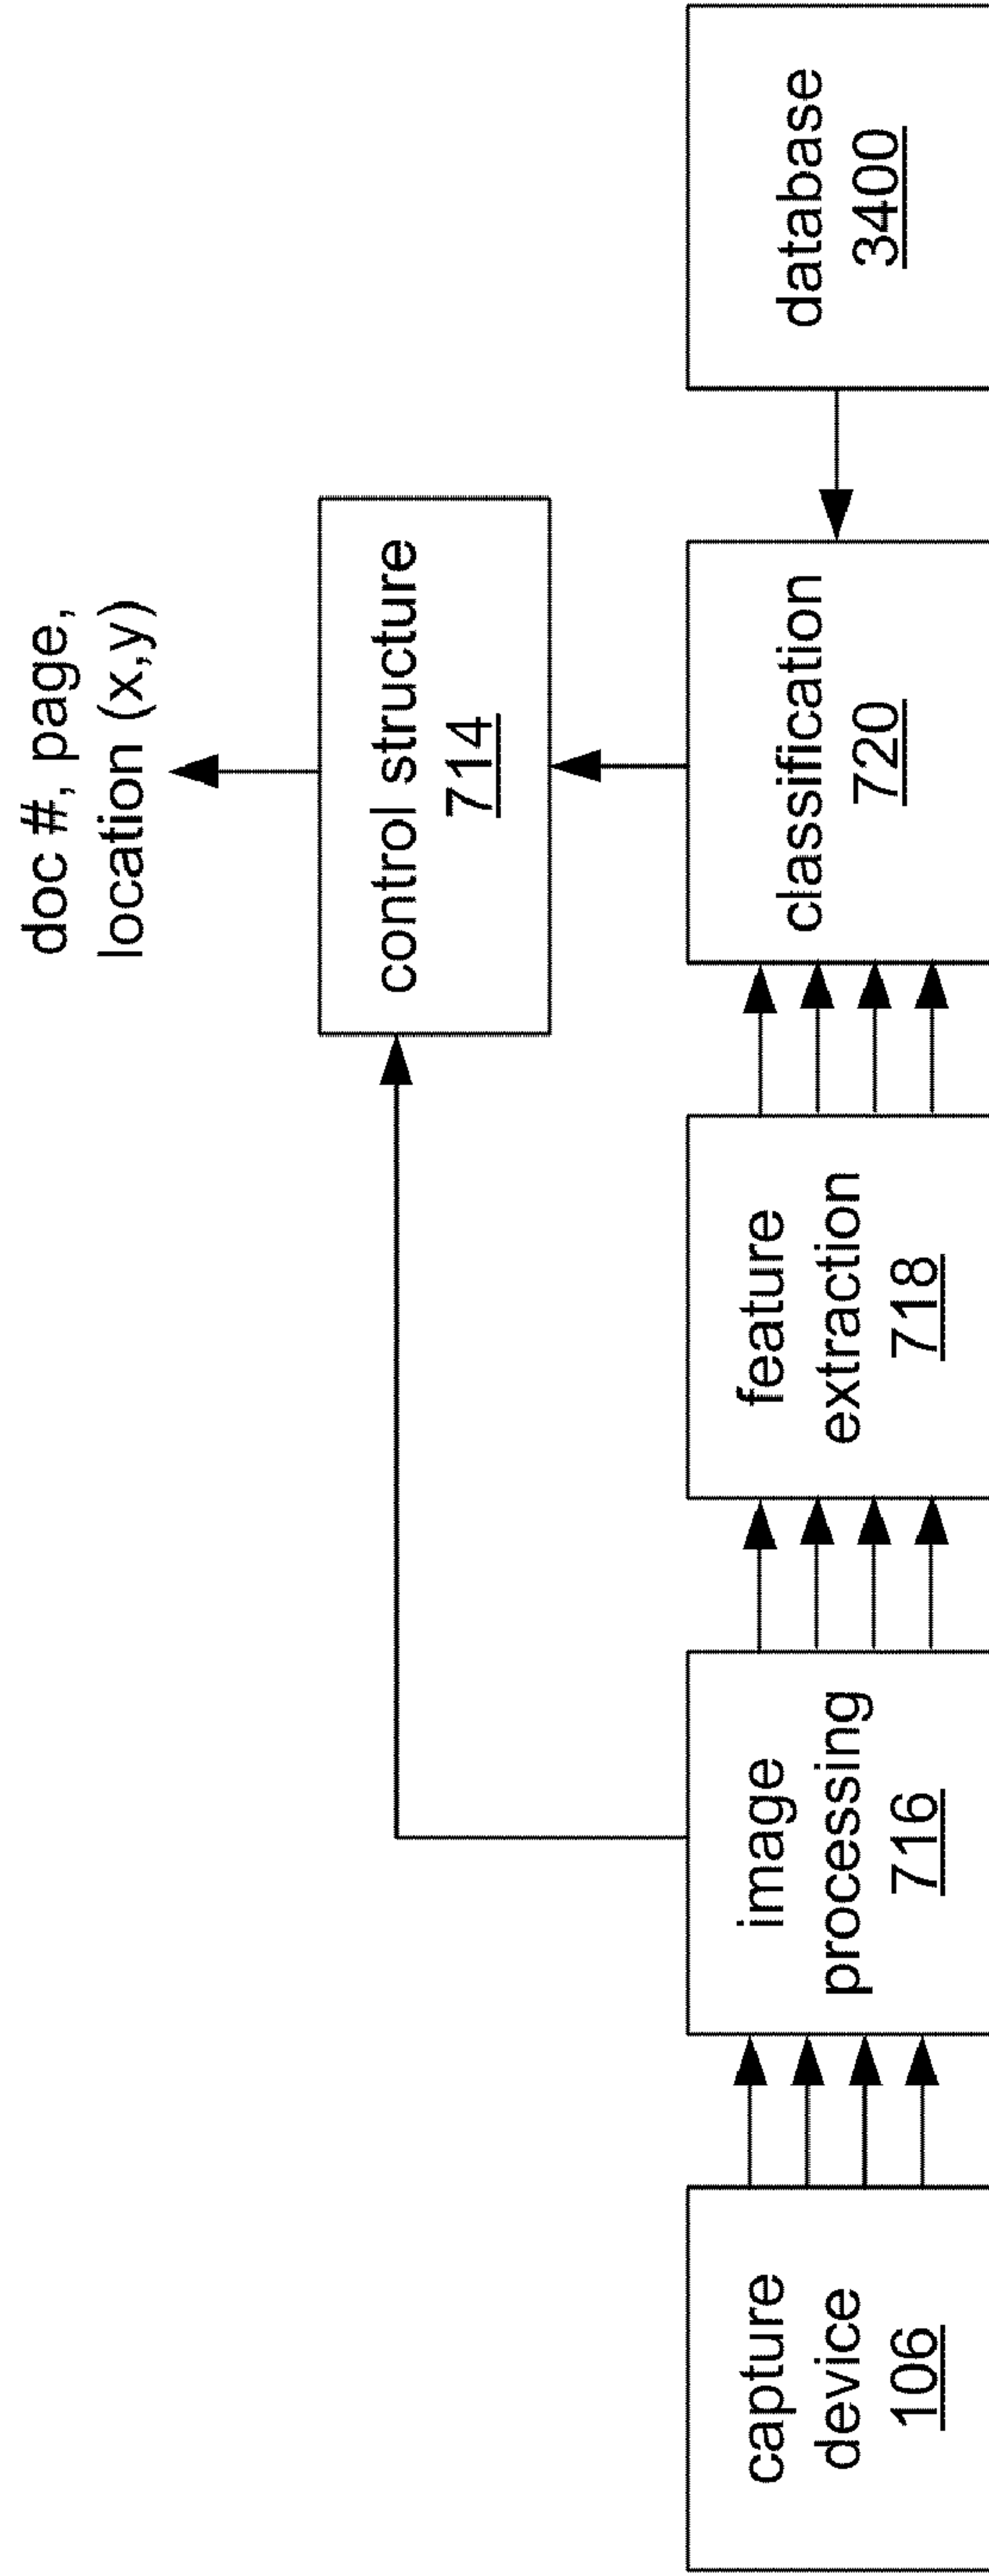 doc #, page,
location (x,y)
control structure
714
capture
device
106
image
processing
716
feature
extraction
718
classification
720
database
3400